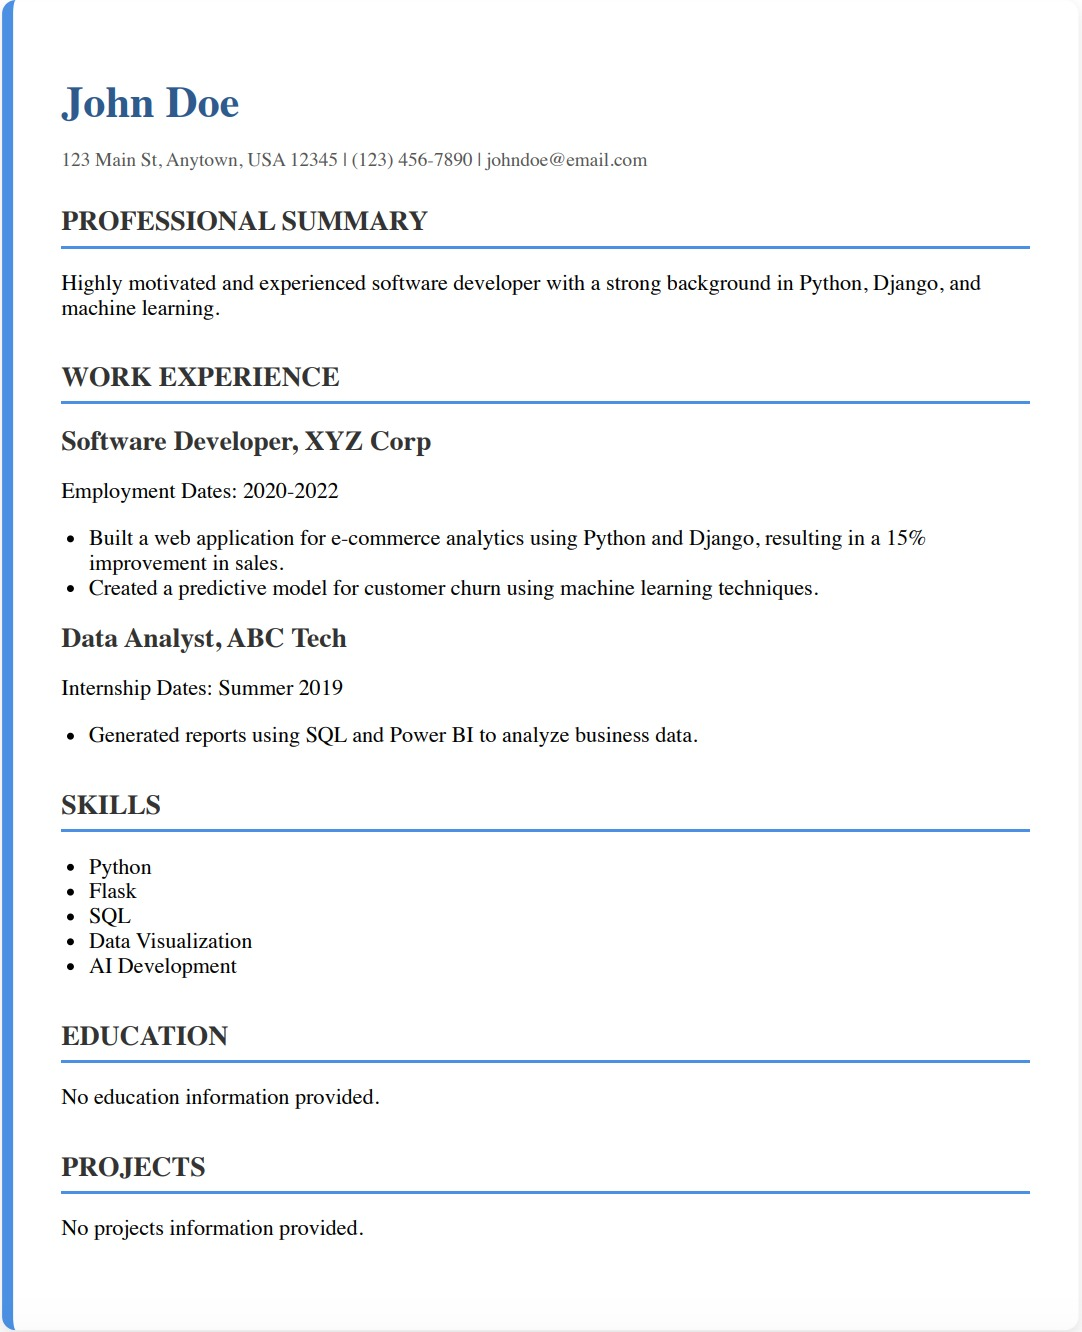 John Doe
123 Main St, Anytown, USA 12345 | (123) 456-7890 | johndoe@email.com
PROFESSIONAL SUMMARY
Highly motivated and experienced software developer with a strong background in Python, Django, and
machine learning.
WORK EXPERIENCE
Software Developer, XYZ Corp
Employment Dates: 2020-2022
• Built a web application for e-commerce analytics using Python and Django, resulting in a 15%
improvement in sales.
• Created a predictive model for customer churn using machine learning techniques.
Data Analyst, ABC Tech
Internship Dates: Summer 2019
• Generated reports using SQL and Power BI to analyze business data.
SKILLS
• Python
• Flask
• SQL
• Data Visualization
• AI Development
EDUCATION
No education information provided.
PROJECTS
No projects information provided.